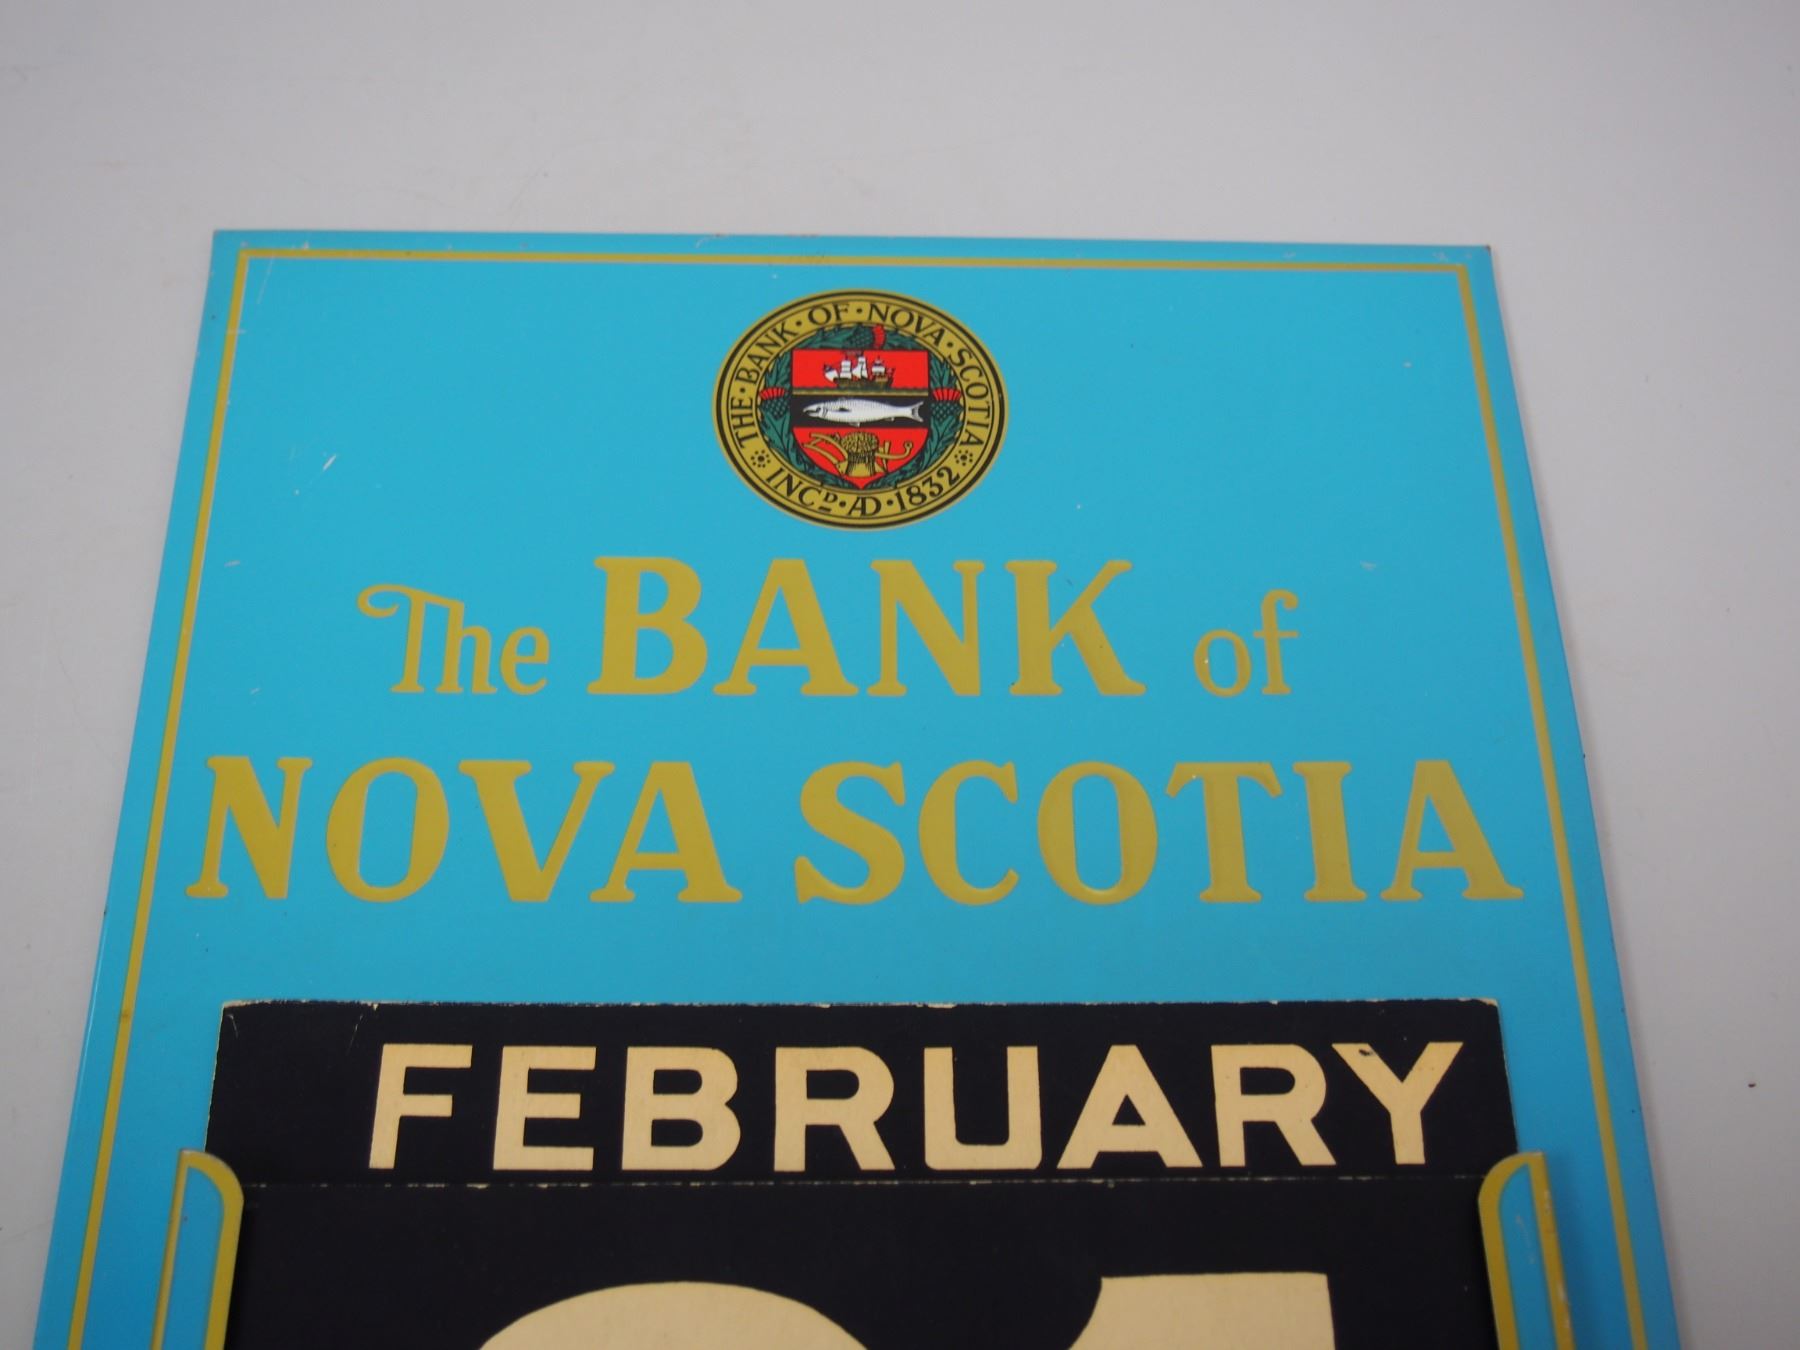 THE · BANK · OF · NOVA · SCOTIA
INCD · AD · 1832
The BANK of
NOVA SCOTIA
FEBRUARY